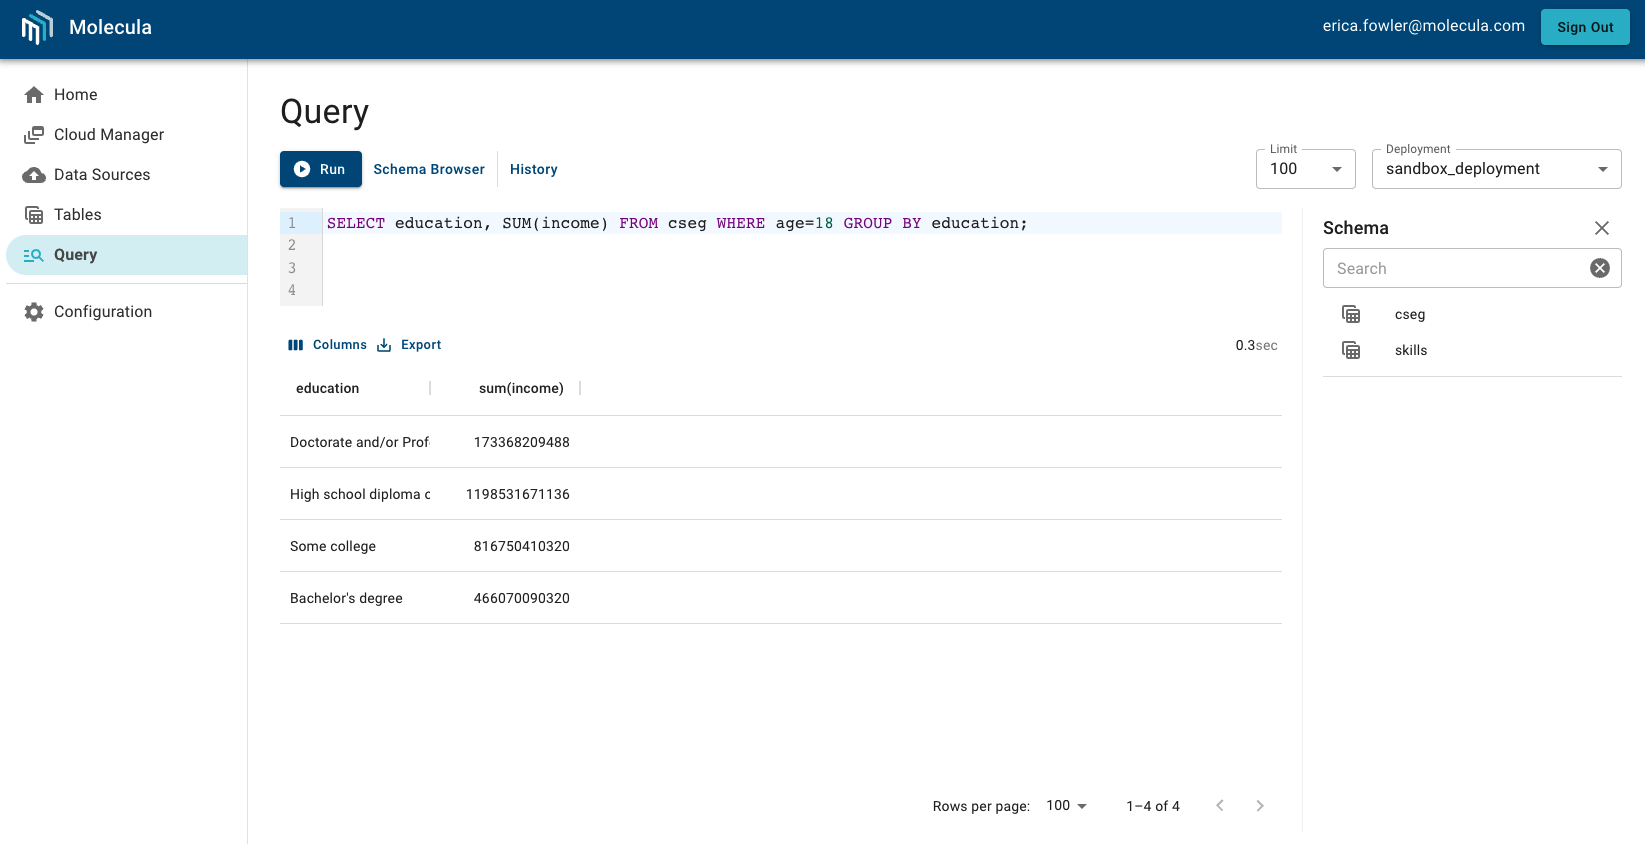 Molecula
erica.fowler@molecula.com
Sign Out
Home
Cloud Manager
Data Sources
Tables
Query
Configuration
Query
Run
Schema Browser
History
Limit
100
Deployment
sandbox_deployment
1 SELECT education, SUM(income) FROM cseg WHERE age=18 GROUP BY education;
2
3
4
Columns
Export
0.3sec
education sum(income)
Doctorate and/or Prof 173368209488
High school diploma 1198531671136
Some college 816750410320
Bachelor's degree 466070090320
Rows per page: 100 1–4 of 4
Schema
Search
cseg
skills